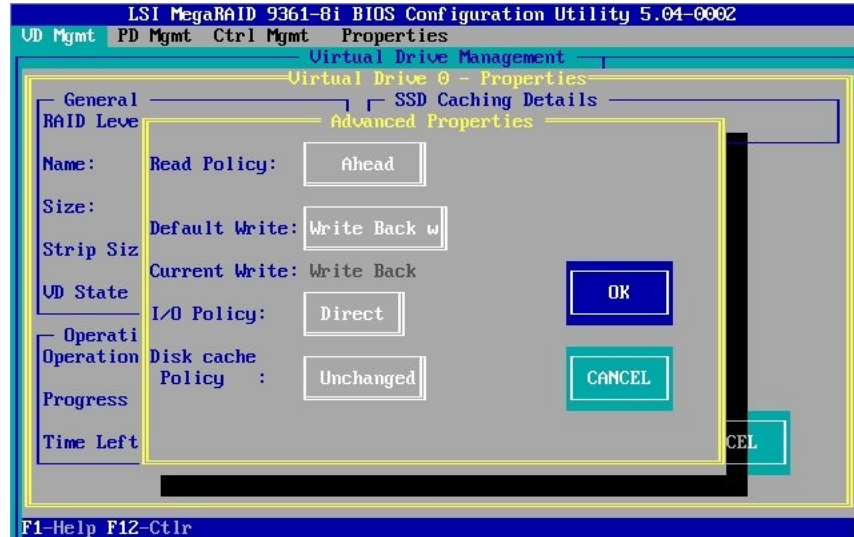 LSI MegaRAID 9361-8i BIOS Configuration Utility 5.04-0002
VD Mgmt PD Mgmt Ctrl Mgmt Properties
Virtual Drive Management
Virtual Drive 0 - Properties
General SSD Caching Details
RAID Leve
Advanced Properties
Name:
Read Policy: Ahead
Size:
Default Write: Write Back w
Strip Siz
Current Write: Write Back
VD State
OK
I/O Policy: Direct
Operati
Operation
Disk cache
Policy : Unchanged
CANCEL
Progress
Time Left
CEL
F1-Help F12-Ctlr